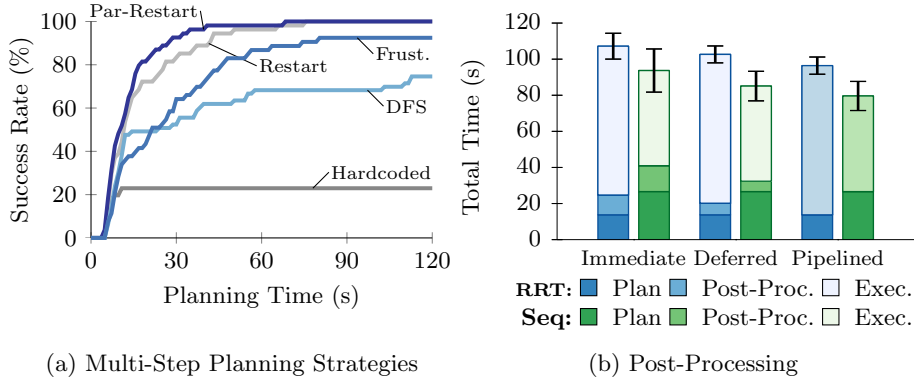 Success Rate (%)
100
80
60
40
20
0
Par-Restart
Restart
Frust.
DFS
Hardcoded
0 30 60 90 120
Planning Time (s)
(a) Multi-Step Planning Strategies
Total Time (s)
120
100
80
60
40
20
0
Immediate Deferred Pipelined
RRT: Plan Post-Proc. Exec.
Seq: Plan Post-Proc. Exec.
(b) Post-Processing